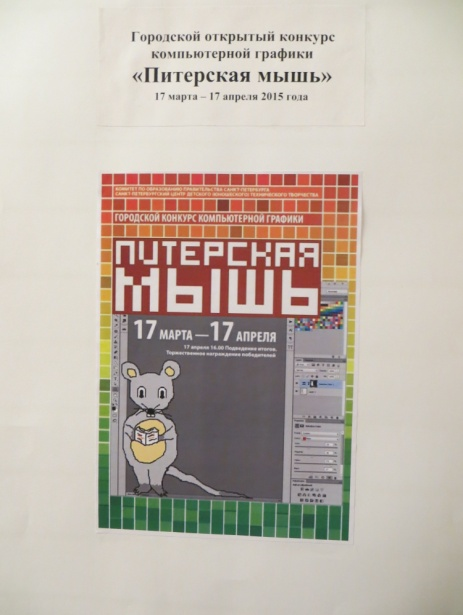 Городской открытый конкурс
компьютерной графики
«Питерская мышь»
17 марта – 17 апреля 2015 года
КОМИТЕТ ПО ОБРАЗОВАНИЮ ПРАВИТЕЛЬСТВА САНКТ-ПЕТЕРБУРГА
САНКТ-ПЕТЕРБУРГСКИЙ ЦЕНТР ДЕТСКОГО (ЮНОШЕСКОГО) ТЕХНИЧЕСКОГО ТВОРЧЕСТВА
ГОРОДСКОЙ КОНКУРС КОМПЬЮТЕРНОЙ ГРАФИКИ
ПИТЕРСКАЯ
МЫШЬ
17 МАРТА — 17 АПРЕЛЯ
17 апреля 16.00 Подведение итогов.
Торжественное награждение победителей